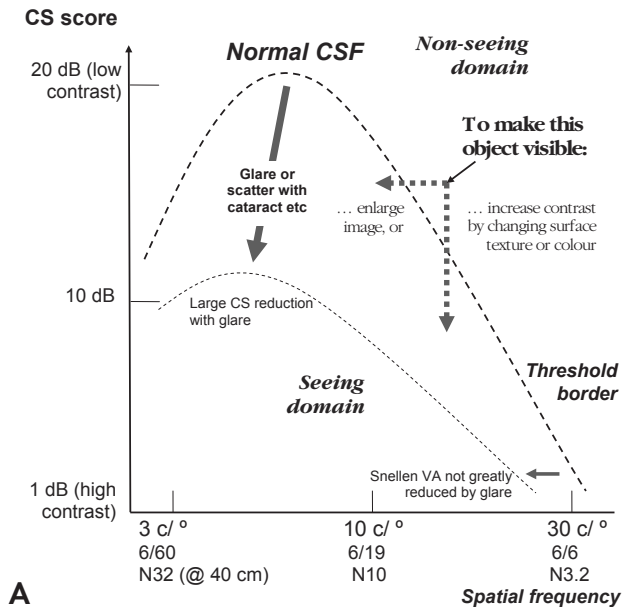 CS score
Normal CSF
Non-seeing
domain
20 dB (low
contrast)
To make this
object visible:
Glare or
scatter with
cataract etc
… enlarge
image, or
… increase contrast
by changing surface
texture or colour
10 dB
Large CS reduction
with glare
Seeing
domain
Threshold
border
Snellen VA not greatly
reduced by glare
1 dB (high
contrast)
3 c/ º
10 c/ º
30 c/ º
6/60
6/19
6/6
N32 (@ 40 cm)
N10
N3.2
A
Spatial frequency